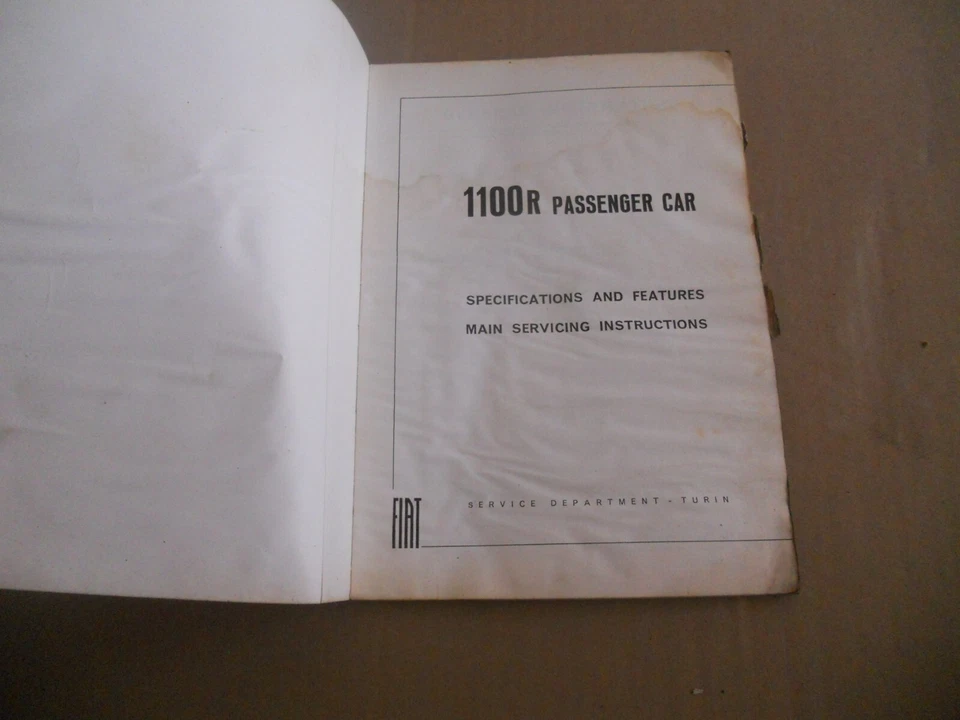 1100R PASSENGER CAR
SPECIFICATIONS AND FEATURES
MAIN SERVICING INSTRUCTIONS
FIAT
SERVICE DEPARTMENT - TURIN